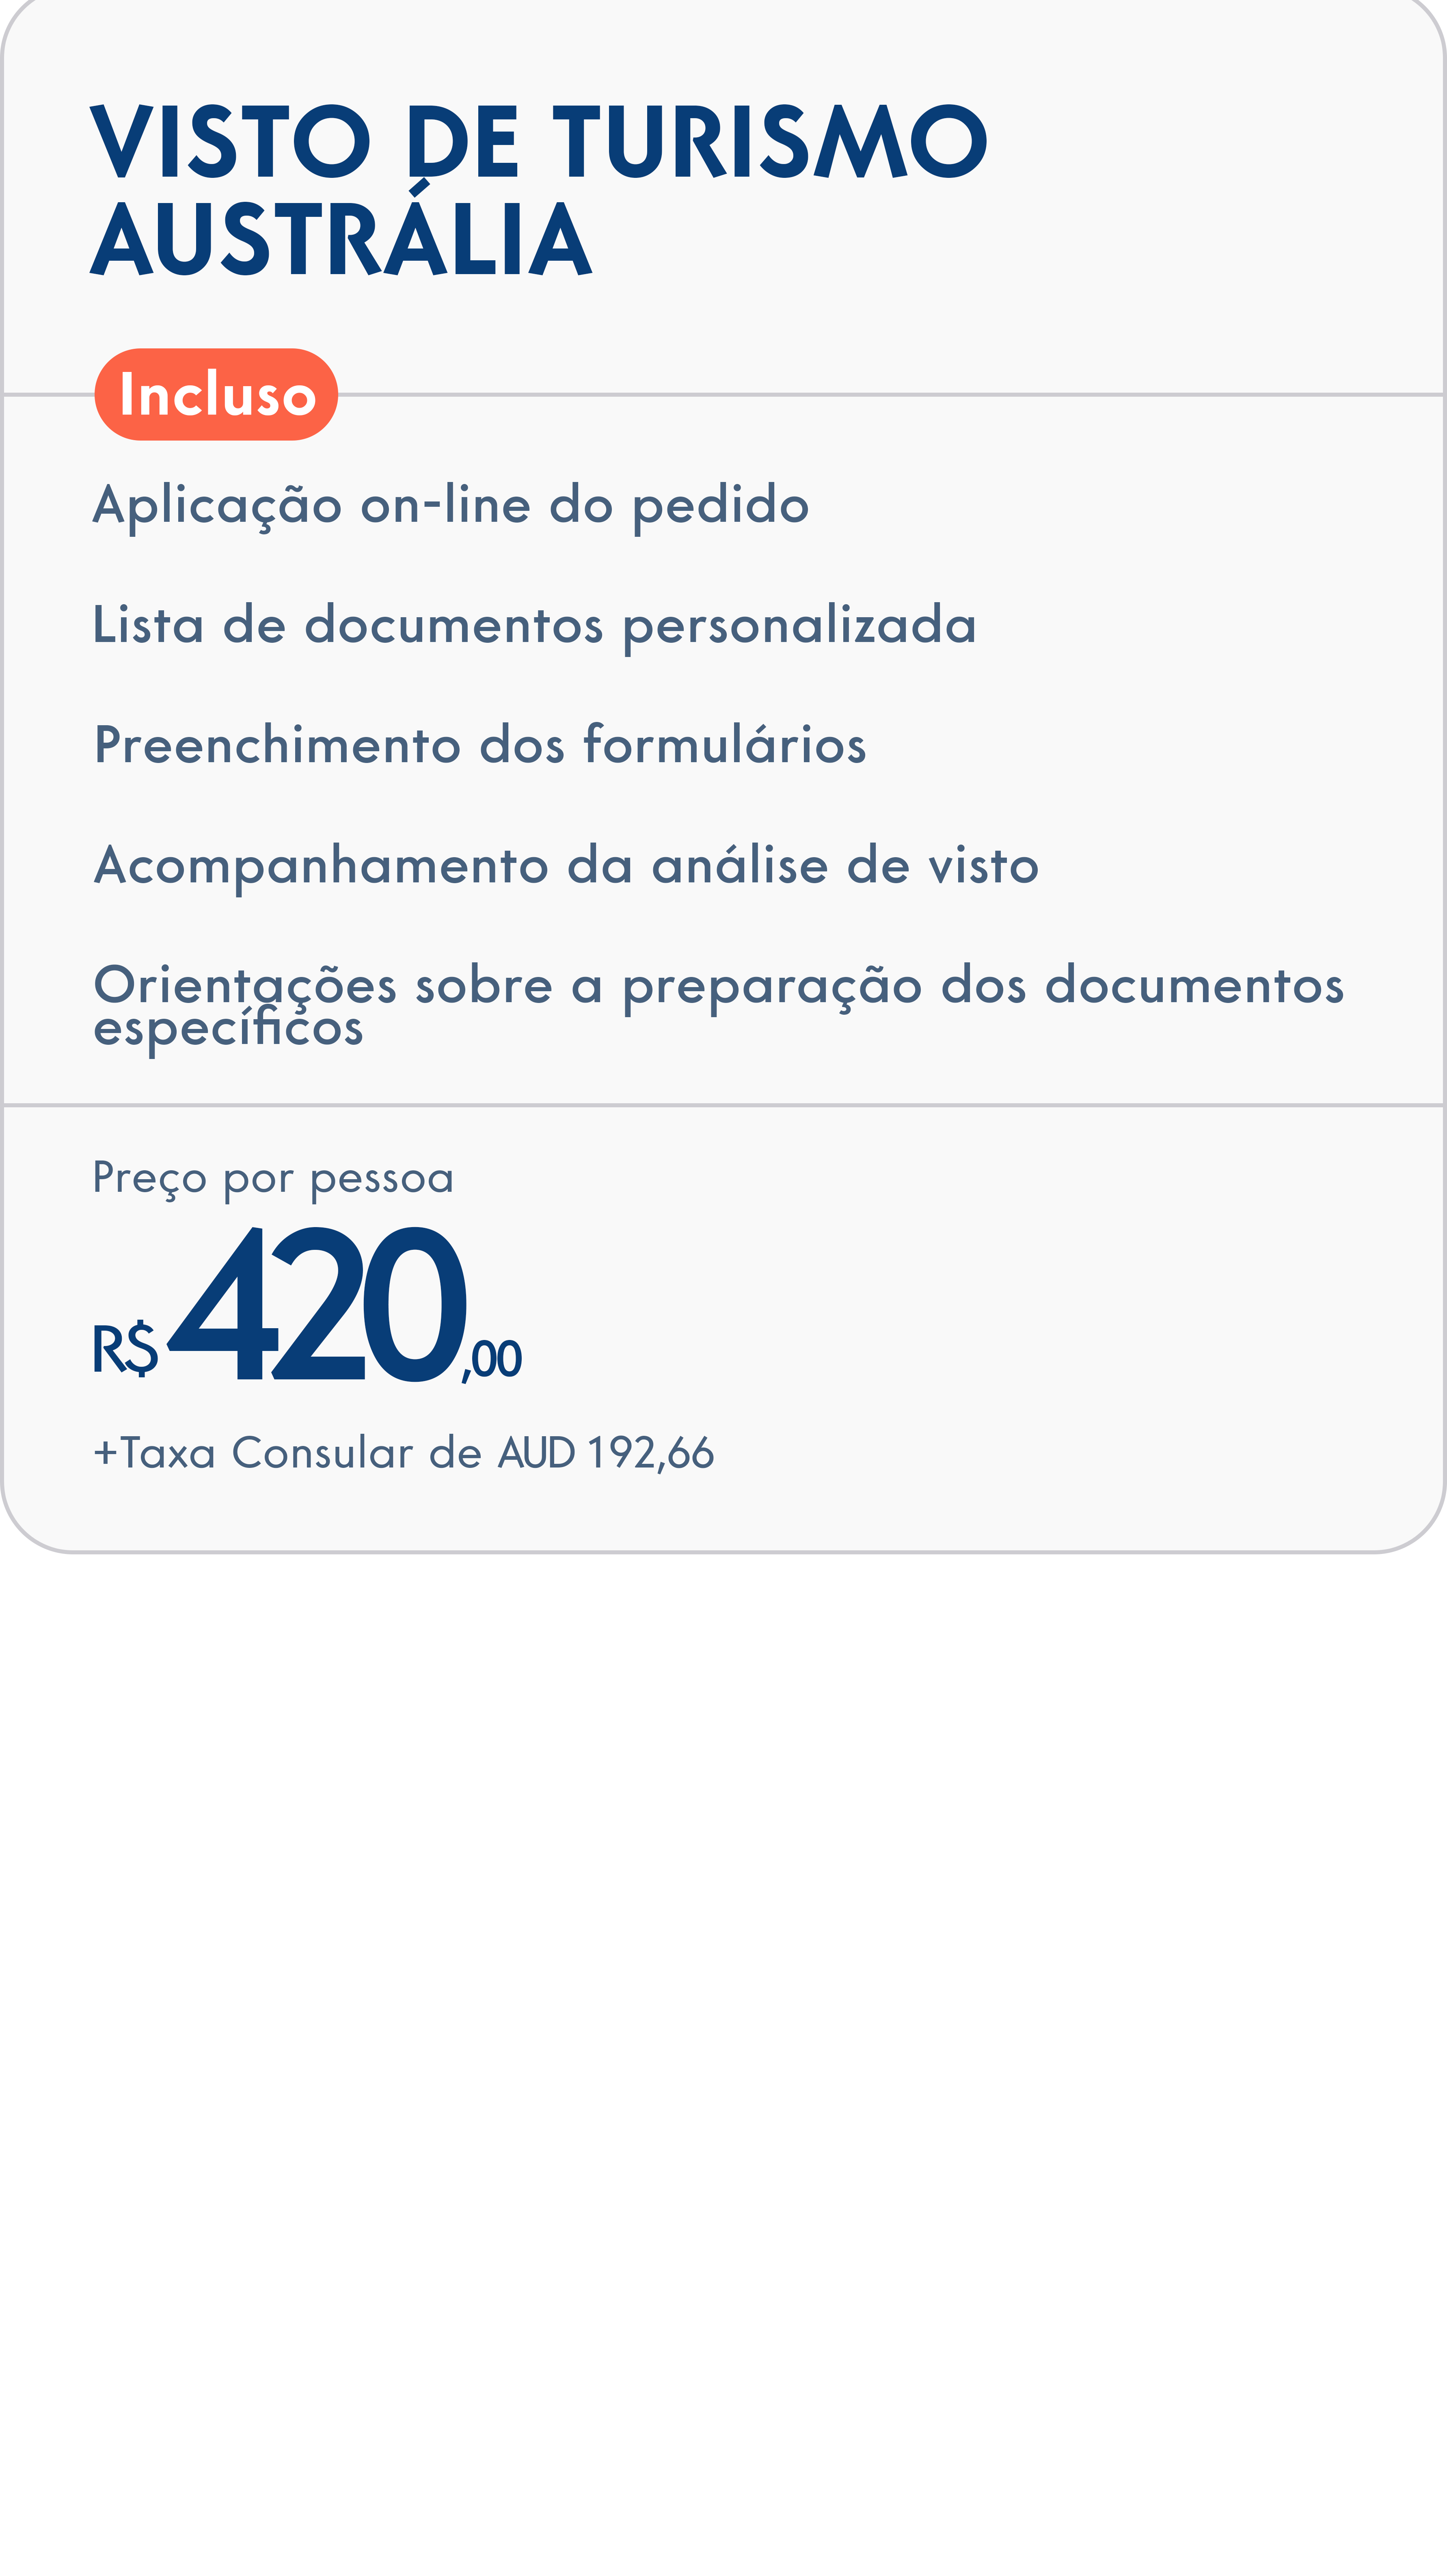 VISTO DE TURISMO
AUSTRÁLIA
Incluso
Aplicação on-line do pedido
Lista de documentos personalizada
Preenchimento dos formulários
Acompanhamento da análise de visto
Orientações sobre a preparação dos documentos
específicos
Preço por pessoa
R$ 420,00
+Taxa Consular de AUD 192,66